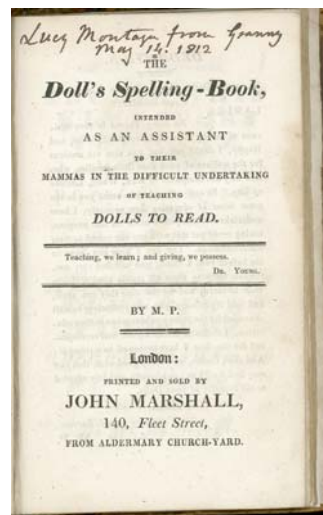 Lucy Montagu from Granny
May 14. 1812
THE
Doll's Spelling-Book,
INTENDED
AS AN ASSISTANT
TO THEIR
MAMMAS IN THE DIFFICULT UNDERTAKING
OF TEACHING
DOLLS TO READ.
Teaching, we learn; and giving, we possess.
DR. YOUNG.
BY M. P.
London:
PRINTED AND SOLD BY
JOHN MARSHALL,
140, Fleet Street,
FROM ALDERMARY CHURCH-YARD.